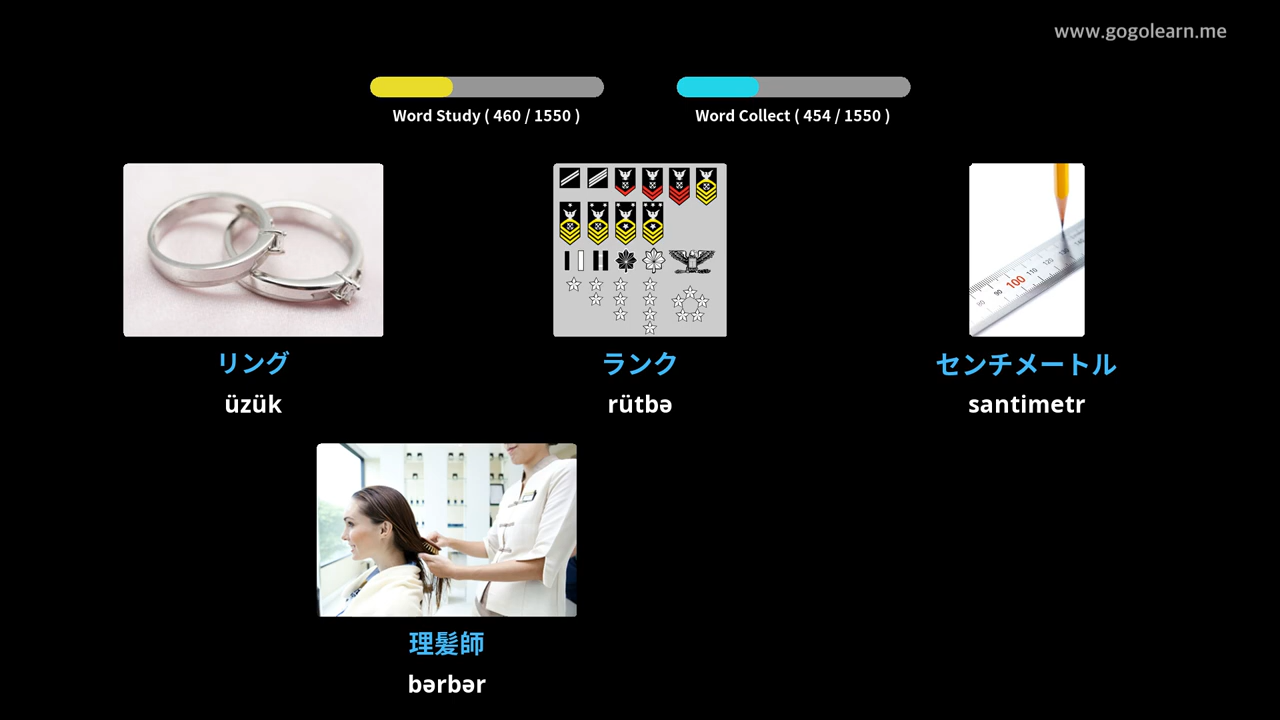 www.gogolearn.me
Word Study ( 460 / 1550 )
Word Collect ( 454 / 1550 )
リング
ランク
センチメートル
üzük
rütbə
santimetr
理髪師
bərbər